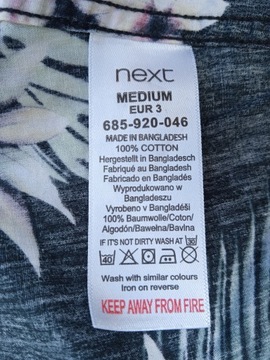 next
MEDIUM
EUR 3
685-920-046
MADE IN BANGLADESH
100% COTTON
Hergestellt in Bangladesch
Fabriqué au Bangladesh
Fabricado en Bangladés
Wyprodukowano w
Bangladeszu
Vyrobeno v Bangladéši
100% Baumwolle/Coton/
Algodón/Bawełna/Bavlna
IF IT'S NOT DIRTY WASH AT 30
40
Wash with similar colours
Iron on reverse
KEEP AWAY FROM FIRE